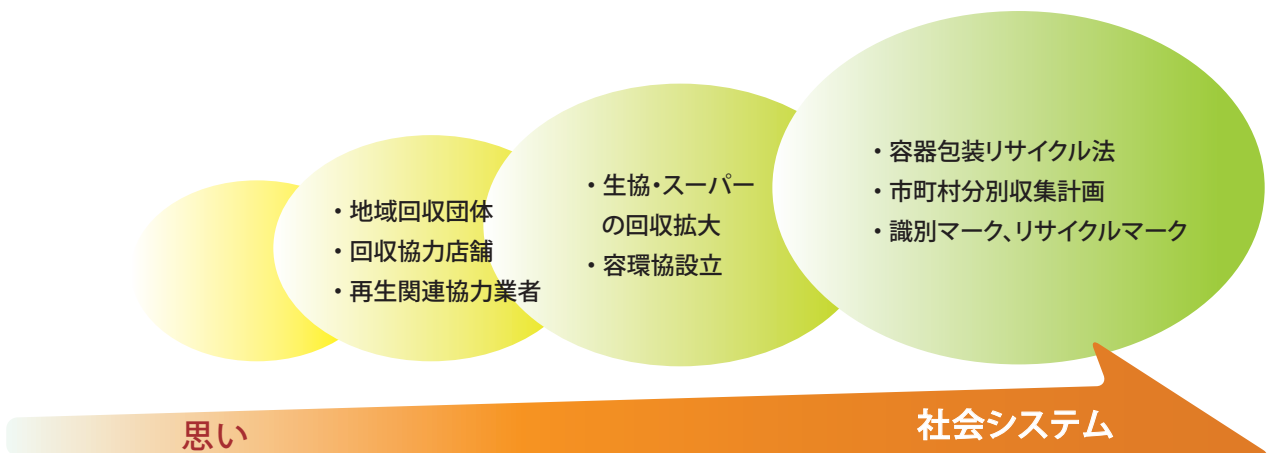 ・地域回収団体
・回収協力店舗
・再生関連協力業者
・生協・スーパー
の回収拡大
・容環協設立
・容器包装リサイクル法
・市町村分別収集計画
・識別マーク、リサイクルマーク
思い
社会システム